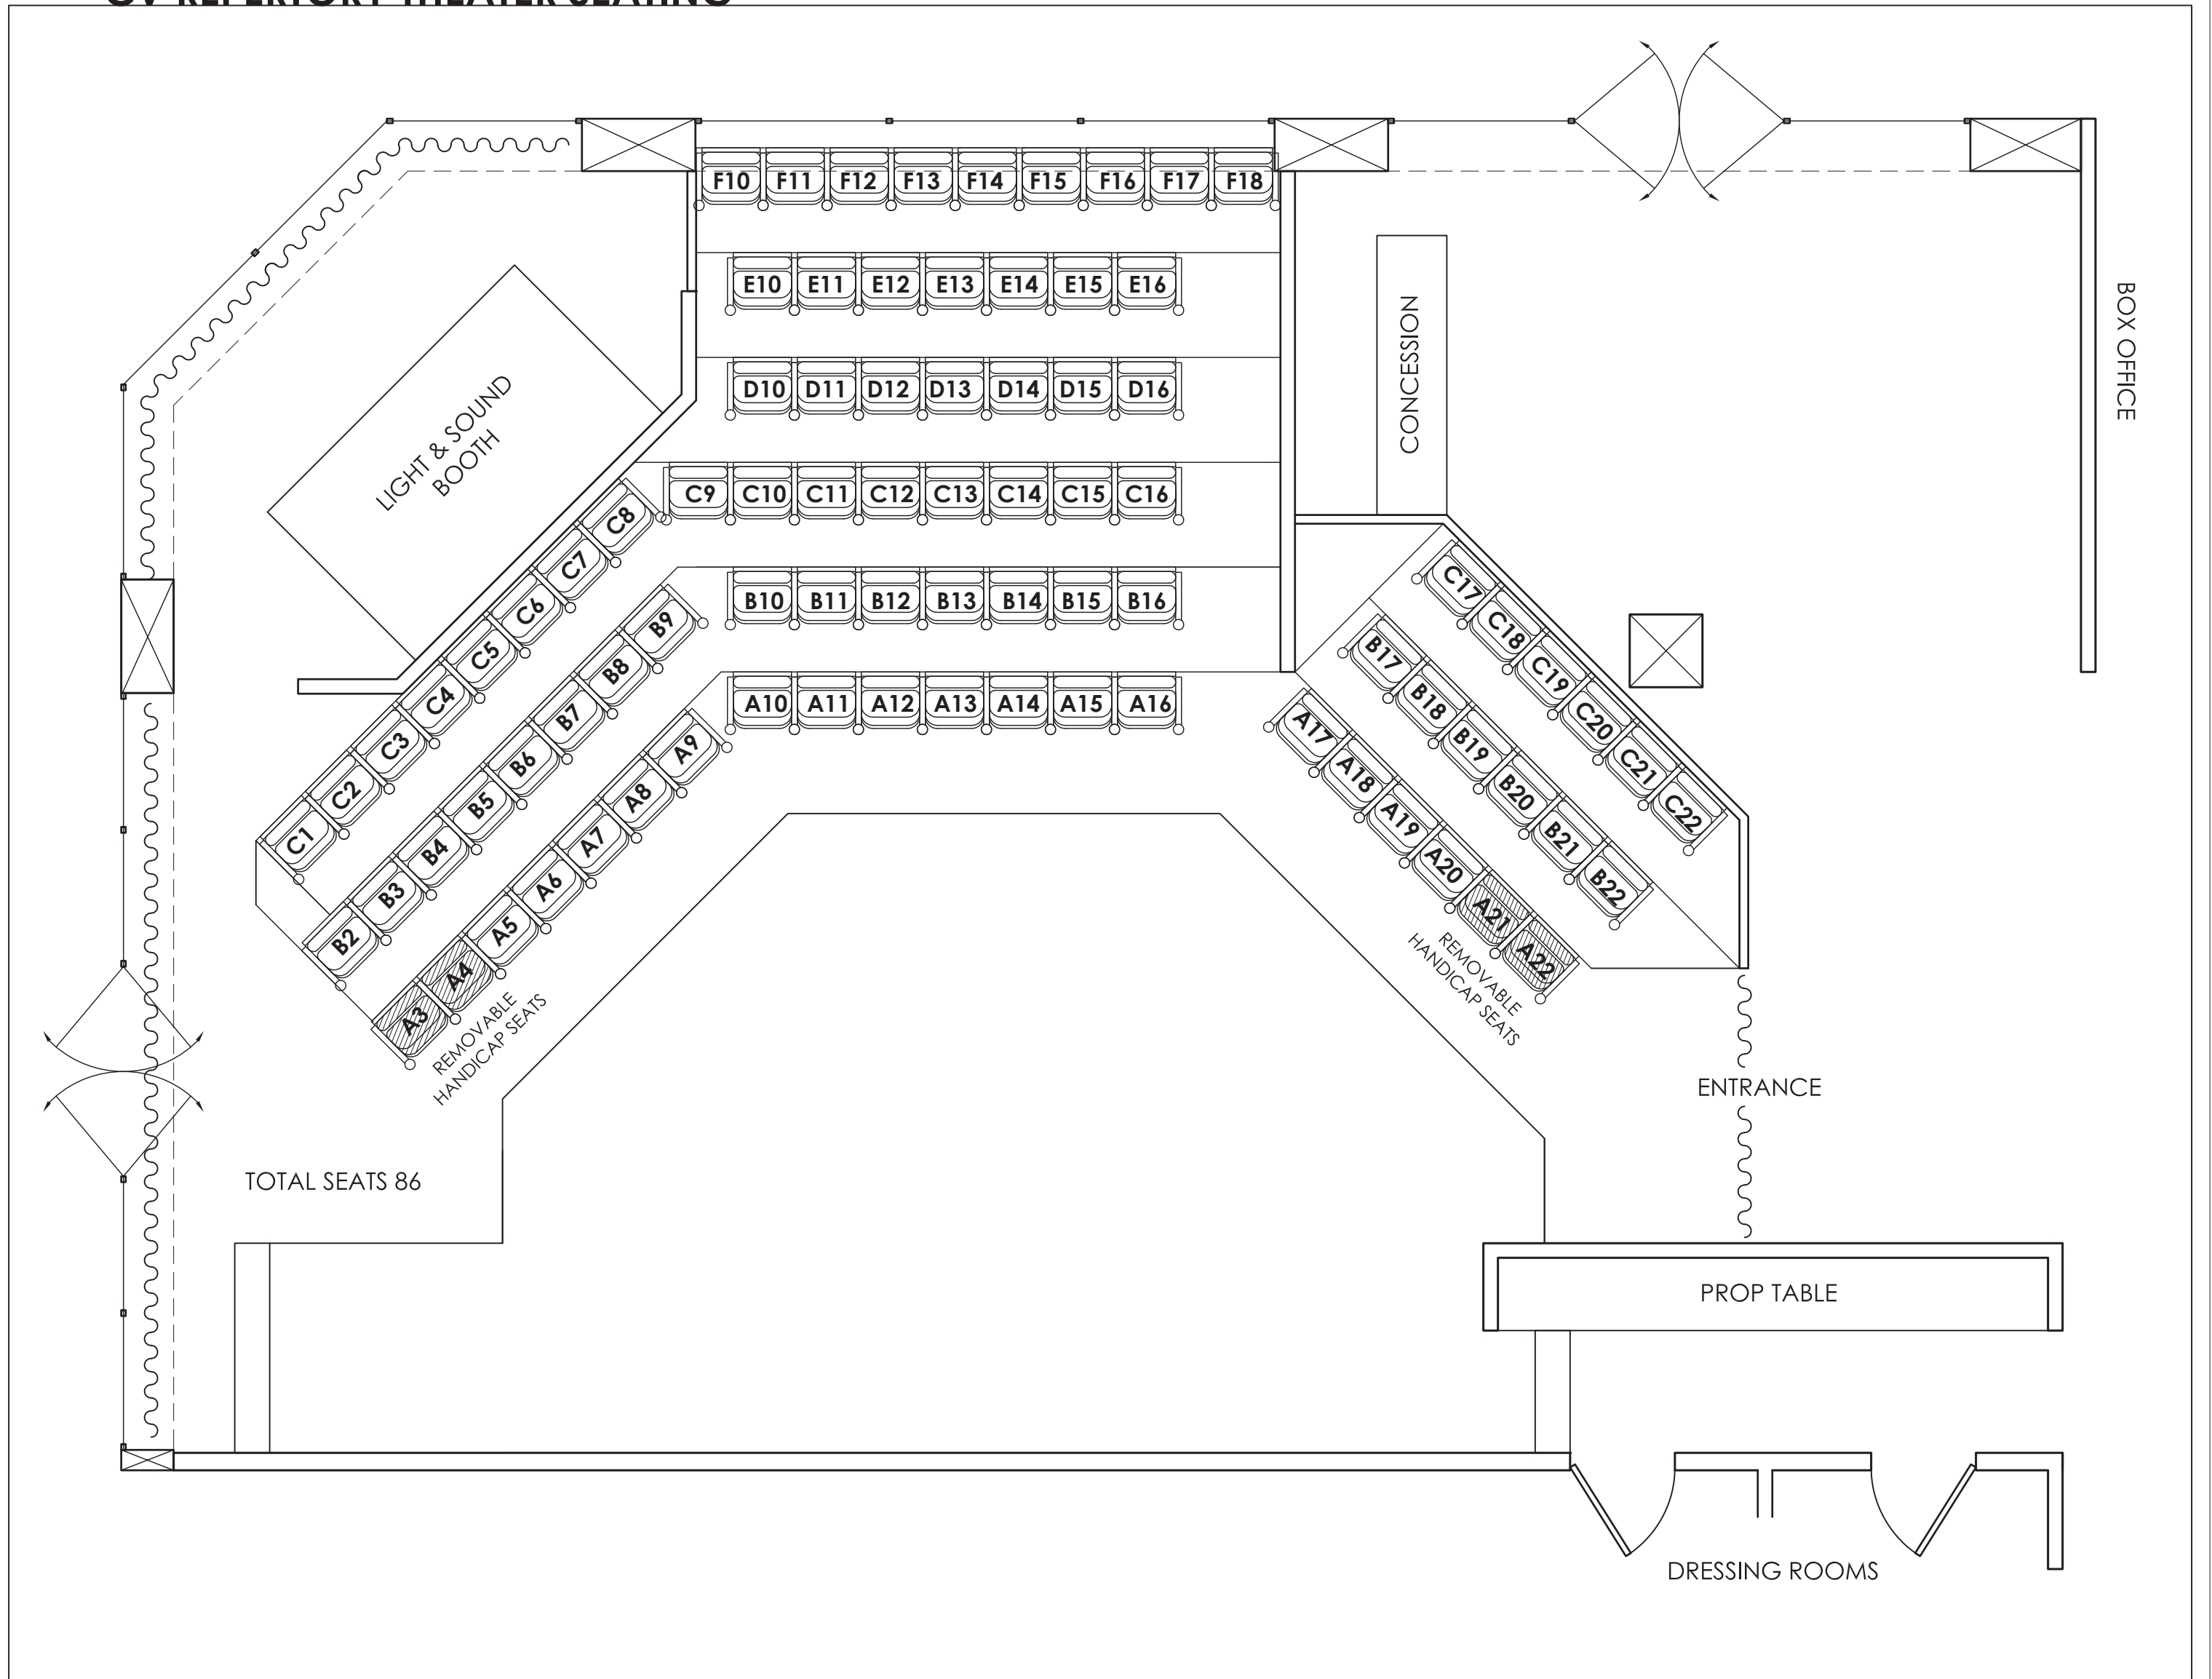 CV REPERTORY THEATER SEATING
F10 F11 F12 F13 F14 F15 F16 F17 F18
E10 E11 E12 E13 E14 E15 E16
D10 D11 D12 D13 D14 D15 D16
C1 C2 C3 C4 C5 C6 C7 C8
C9 C10 C11 C12 C13 C14 C15 C16
C17 C18 C19 C20 C21 C22
B2 B3 B4 B5 B6 B7 B8 B9
B10 B11 B12 B13 B14 B15 B16
B17 B18 B19 B20 B21 B22
A3 A4 A5 A6 A7 A8 A9
A10 A11 A12 A13 A14 A15 A16
A17 A18 A19 A20 A21 A22
LIGHT & SOUND
BOOTH
CONCESSION
BOX OFFICE
REMOVABLE
HANDICAP SEATS
REMOVABLE
HANDICAP SEATS
ENTRANCE
TOTAL SEATS 86
PROP TABLE
DRESSING ROOMS